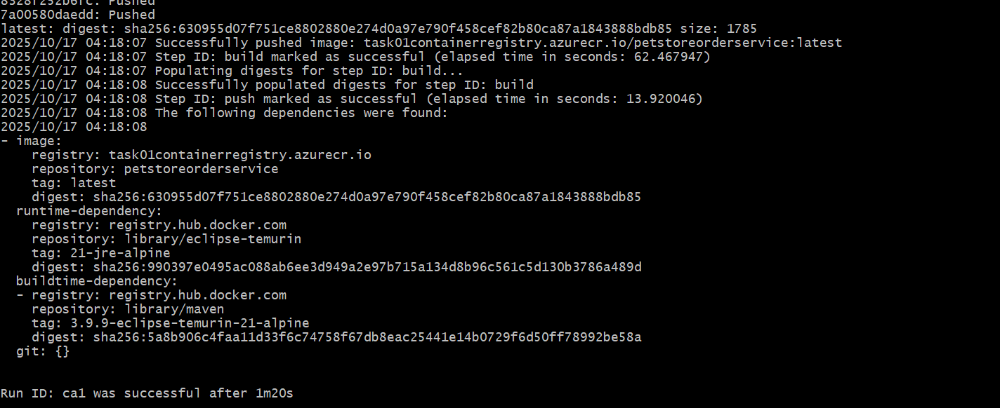 8328f252b6fc: Pushed
7a00580daedd: Pushed
latest: digest: sha256:630955d07f751ce8802880e274d0a97e790f458cef82b80ca87a1843888bdb85 size: 1785
2025/10/17 04:18:07 Successfully pushed image: task01containerregistry.azurecr.io/petstoreorderservice:latest
2025/10/17 04:18:07 Step ID: build marked as successful (elapsed time in seconds: 62.467947)
2025/10/17 04:18:07 Populating digests for step ID: build...
2025/10/17 04:18:08 Successfully populated digests for step ID: build
2025/10/17 04:18:08 Step ID: push marked as successful (elapsed time in seconds: 13.920046)
2025/10/17 04:18:08 The following dependencies were found:
2025/10/17 04:18:08
- image:
    registry: task01containerregistry.azurecr.io
    repository: petstoreorderservice
    tag: latest
    digest: sha256:630955d07f751ce8802880e274d0a97e790f458cef82b80ca87a1843888bdb85
  runtime-dependency:
    registry: registry.hub.docker.com
    repository: library/eclipse-temurin
    tag: 21-jre-alpine
    digest: sha256:990397e0495ac088ab6ee3d949a2e97b715a134d8b96c561c5d130b3786a489d
  buildtime-dependency:
  - registry: registry.hub.docker.com
    repository: library/maven
    tag: 3.9.9-eclipse-temurin-21-alpine
    digest: sha256:5a8b906c4faa11d33f6c74758f67db8eac25441e14b0729f6d50ff78992be58a
  git: {}
Run ID: ca1 was successful after 1m20s